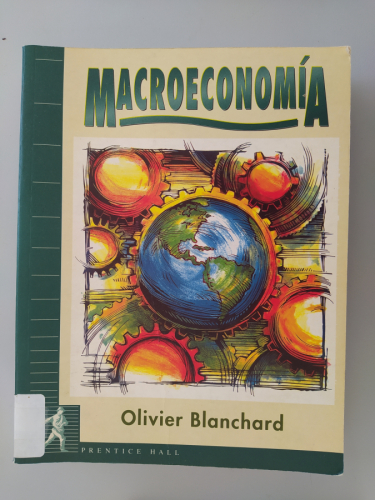 MACROECONOMÍA
Olivier Blanchard
PRENTICE HALL